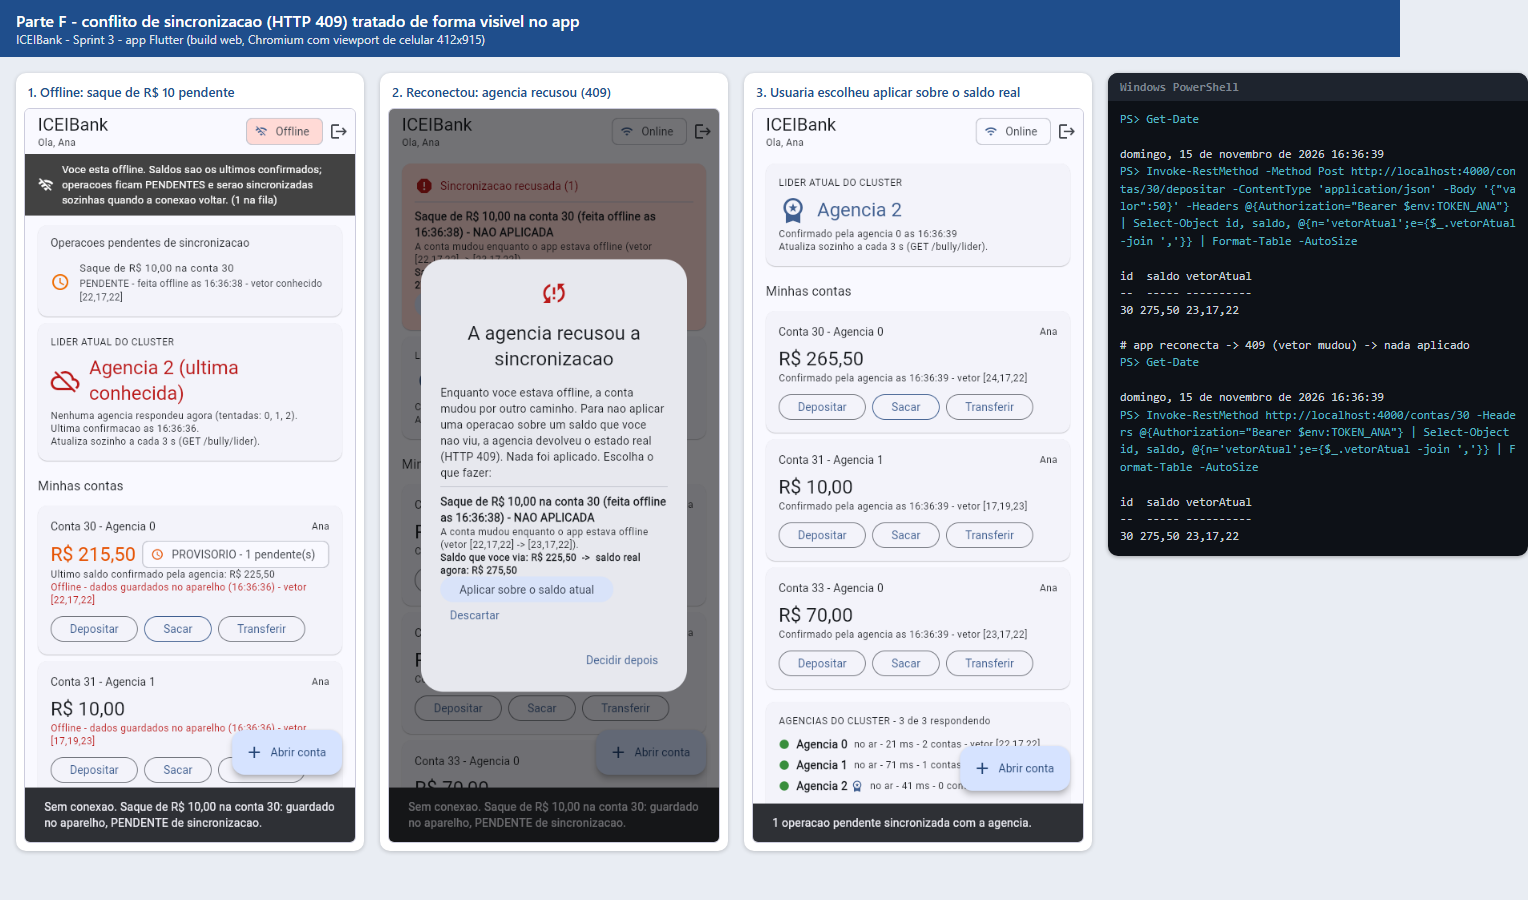 Parte F - conflito de sincronizacao (HTTP 409) tratado de forma visivel no app
ICEIBank - Sprint 3 - app Flutter (build web, Chromium com viewport de celular 412x915)
1. Offline: saque de R$ 10 pendente
ICEIBank
Ola, Ana
Offline
Voce esta offline. Saldos sao os ultimos confirmados;
operacoes ficam PENDENTES e serao sincronizadas
sozinhas quando a conexao voltar. (1 na fila)
Operacoes pendentes de sincronizacao
Saque de R$ 10,00 na conta 30
PENDENTE - feita offline as 16:36:38 - vetor conhecido
[22,17,22]
LIDER ATUAL DO CLUSTER
Agencia 2 (ultima
conhecida)
Nenhuma agencia respondeu agora (tentadas: 0, 1, 2).
Ultima confirmacao as 16:36:36.
Atualiza sozinho a cada 3 s (GET /bully/lider).
Minhas contas
Conta 30 - Agencia 0
Ana
R$ 215,50
PROVISORIO - 1 pendente(s)
Ultimo saldo confirmado pela agencia: R$ 225,50
Offline - dados guardados no aparelho (16:36:36) - vetor
[22,17,22]
Depositar
Sacar
Transferir
Conta 31 - Agencia 1
Ana
R$ 10,00
Offline - dados guardados no aparelho (16:36:36) - vetor
[17,19,23]
Depositar
Sacar
+ Abrir conta
Sem conexao. Saque de R$ 10,00 na conta 30: guardado
no aparelho, PENDENTE de sincronizacao.
2. Reconectou: agencia recusou (409)
ICEIBank
Ola, Ana
Online
Sincronizacao recusada (1)
Saque de R$ 10,00 na conta 30 (feita offline as
16:36:38) - NAO APLICADA
A conta mudou enquanto o app estava offline (vetor
[22,17,22] -> [23,17,22]).
A agencia recusou a
sincronizacao
Enquanto voce estava offline, a conta
mudou por outro caminho. Para nao aplicar
uma operacao sobre um saldo que voce
nao viu, a agencia devolveu o estado real
(HTTP 409). Nada foi aplicado. Escolha o
que fazer:
Saque de R$ 10,00 na conta 30 (feita offline
as 16:36:38) - NAO APLICADA
A conta mudou enquanto o app estava offline
(vetor [22,17,22] -> [23,17,22]).
Saldo que voce via: R$ 225,50 -> saldo real
agora: R$ 275,50
Aplicar sobre o saldo atual
Descartar
Decidir depois
Depositar
Sacar
Transferir
Conta 33 - Agencia 0
R$ 70,00
+ Abrir conta
Sem conexao. Saque de R$ 10,00 na conta 30: guardado
no aparelho, PENDENTE de sincronizacao.
3. Usuaria escolheu aplicar sobre o saldo real
ICEIBank
Ola, Ana
Online
LIDER ATUAL DO CLUSTER
Agencia 2
Confirmado pela agencia 0 as 16:36:39
Atualiza sozinho a cada 3 s (GET /bully/lider).
Minhas contas
Conta 30 - Agencia 0
Ana
R$ 265,50
Confirmado pela agencia as 16:36:39 - vetor [24,17,22]
Depositar
Sacar
Transferir
Conta 31 - Agencia 1
Ana
R$ 10,00
Confirmado pela agencia as 16:36:39 - vetor [17,19,23]
Depositar
Sacar
Transferir
Conta 33 - Agencia 0
Ana
R$ 70,00
Confirmado pela agencia as 16:36:39 - vetor [23,17,22]
Depositar
Sacar
Transferir
AGENCIAS DO CLUSTER - 3 de 3 respondendo
Agencia 0 no ar - 21 ms - 2 contas - vetor [22,17,22]
Agencia 1 no ar - 71 ms - 1 contas
Agencia 2 no ar - 41 ms - 0 con
+ Abrir conta
1 operacao pendente sincronizada com a agencia.
Windows PowerShell
PS> Get-Date
domingo, 15 de novembro de 2026 16:36:39
PS> Invoke-RestMethod -Method Post http://localhost:4000/con
tas/30/depositar -ContentType 'application/json' -Body '{"va
lor":50}' -Headers @{Authorization="Bearer $env:TOKEN_ANA"}
| Select-Object id, saldo, @{n='vetorAtual';e={$_.vetorAtual
-join ','}} | Format-Table -AutoSize
id saldo vetorAtual
-- ----- ----------
30 275,50 23,17,22
# app reconecta -> 409 (vetor mudou) -> nada aplicado
PS> Get-Date
domingo, 15 de novembro de 2026 16:36:39
PS> Invoke-RestMethod http://localhost:4000/contas/30 -Heade
rs @{Authorization="Bearer $env:TOKEN_ANA"} | Select-Object
id, saldo, @{n='vetorAtual';e={$_.vetorAtual -join ','}} | F
ormat-Table -AutoSize
id saldo vetorAtual
-- ----- ----------
30 275,50 23,17,22